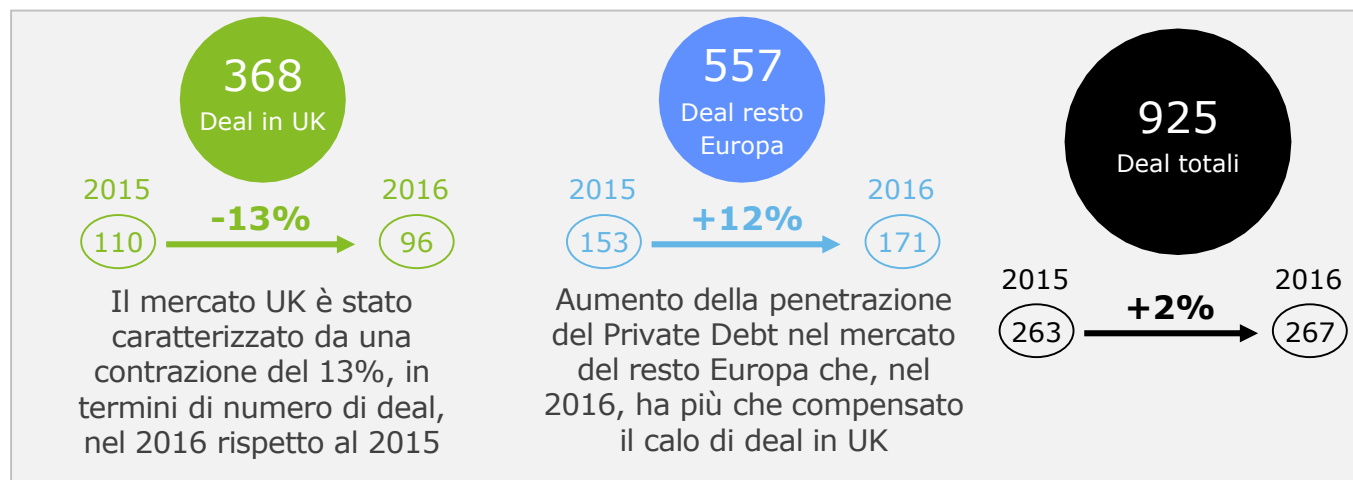 368
Deal in UK
2015
2016
-13%
110
96
Il mercato UK è stato
caratterizzato da una
contrazione del 13%, in
termini di numero di deal,
nel 2016 rispetto al 2015
557
Deal resto
Europa
2015
2016
+12%
153
171
Aumento della penetrazione
del Private Debt nel mercato
del resto Europa che, nel
2016, ha più che compensato
il calo di deal in UK
925
Deal totali
2015
2016
+2%
263
267